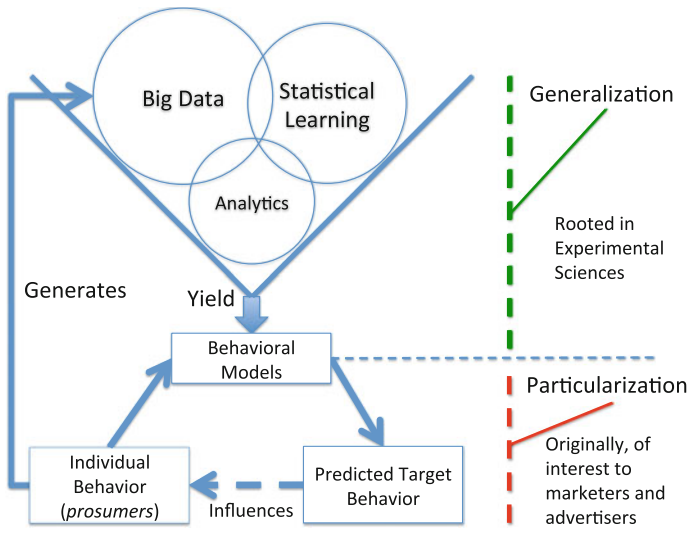 Big Data
Statistical
Learning
Analytics
Generalization
Rooted in
Experimental
Sciences
Generates
Yield
Behavioral
Models
Particularization
Originally, of
interest to
marketers and
advertisers
Individual
Behavior
(prosumers)
Influences
Predicted Target
Behavior